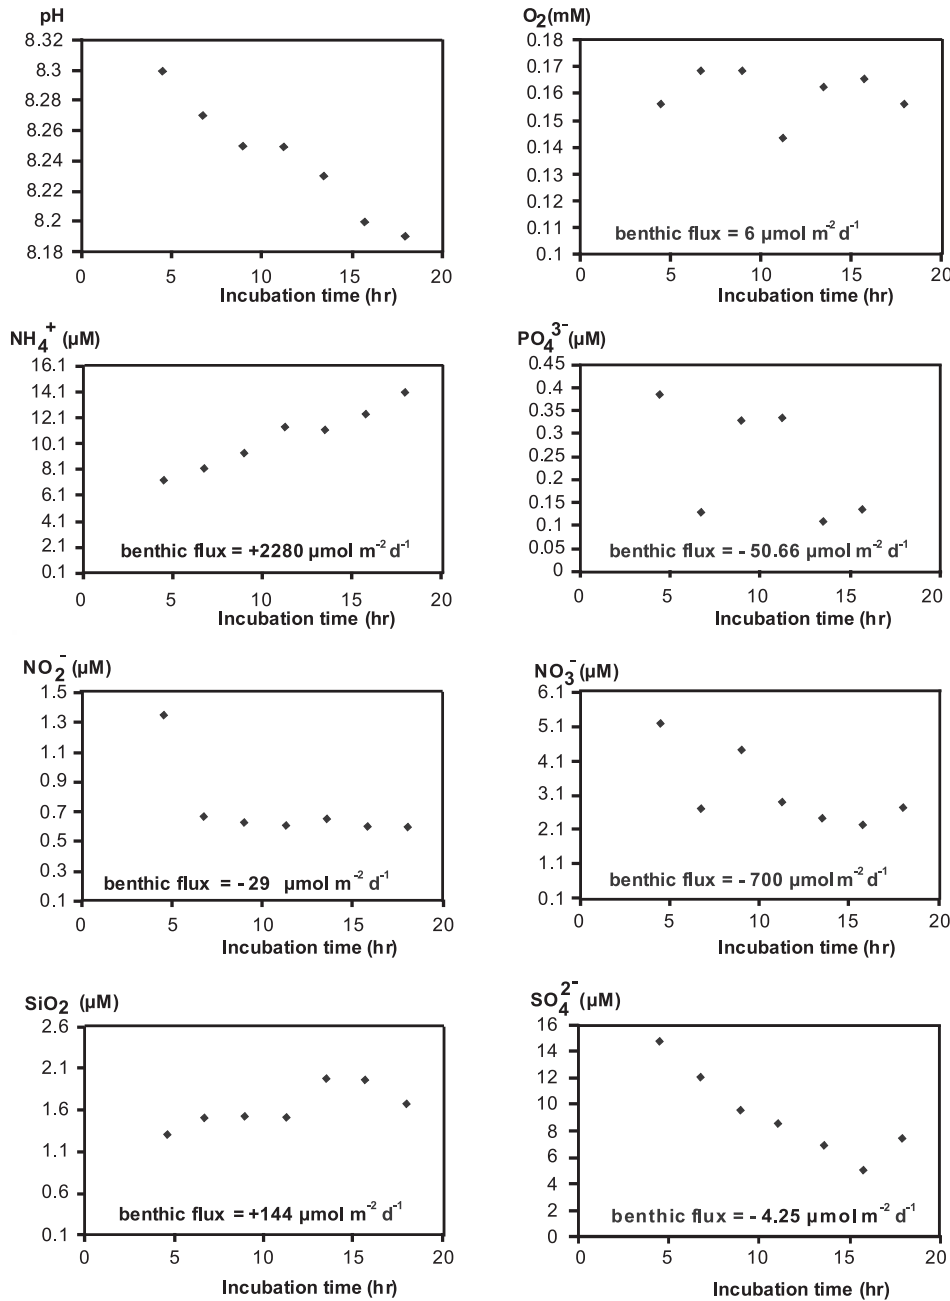 pH
8.32
8.3
8.28
8.26
8.24
8.22
8.2
8.18
0 5 10 15 20
Incubation time (hr)
O2(mM)
0.18
0.17
0.16
0.15
0.14
0.13
0.12
0.11
0.1
benthic flux = 6 µmol m-2 d-1
0 5 10 15 20
Incubation time (hr)
NH4+ (µM)
16.1
14.1
12.1
10.1
8.1
6.1
4.1
2.1
0.1
benthic flux = +2280 µmol m-2 d-1
0 5 10 15 20
Incubation time (hr)
PO43- (µM)
0.45
0.4
0.35
0.3
0.25
0.2
0.15
0.1
0.05
0
benthic flux = - 50.66 µmol m-2 d-1
0 5 10 15 20
Incubation time (hr)
NO2- (µM)
1.5
1.3
1.1
0.9
0.7
0.5
0.3
0.1
benthic flux = - 29 µmol m-2 d-1
0 5 10 15 20
Incubation time (hr)
NO3- (µM)
6.1
5.1
4.1
3.1
2.1
1.1
0.1
benthic flux = - 700 µmol m-2 d-1
0 5 10 15 20
Incubation time (hr)
SiO2 (µM)
2.6
2.1
1.6
1.1
0.6
0.1
benthic flux = +144 µmol m-2 d-1
0 5 10 15 20
Incubation time (hr)
SO42- (µM)
16
14
12
10
8
6
4
2
0
benthic flux = - 4.25 µmol m-2 d-1
0 5 10 15 20
Incubation time (hr)